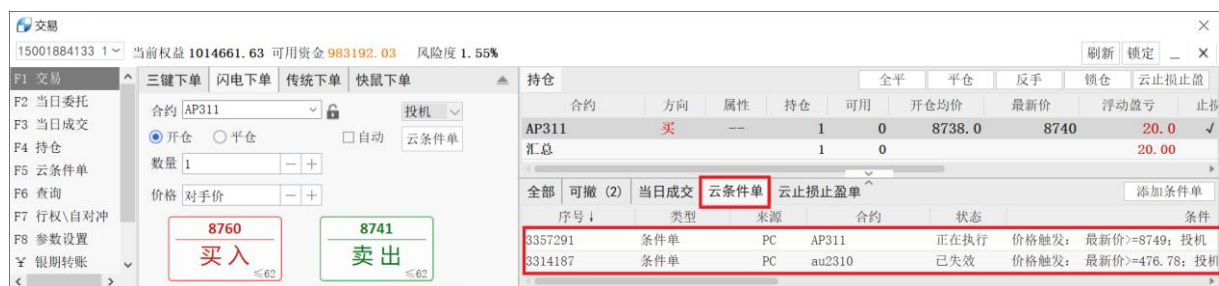 交易
15001884133 1 当前权益 1014661.63 可用资金 983192.03 风险度 1.55% 刷新 锁定
F1 交易
F2 当日委托
F3 当日成交
F4 持仓
F5 云条件单
F6 查询
F7 行权\自对冲
F8 参数设置
¥ 银期转账
三键下单 闪电下单 传统下单 快鼠下单
合约 AP311 投机
开仓 平仓 自动 云条件单
数量 1
价格 对手价
8760 买入 ≤62
8741 卖出 ≤62
持仓 全平 平仓 反手 锁仓 云止损止盈
合约 方向 属性 持仓 可用 开仓均价 最新价 浮动盈亏
AP311 买 -- 1 0 8738.0 8740 20.0 √
汇总 1 0 20.00
全部 可撤 (2) 当日成交 云条件单 云止损止盈单 添加条件单
序号↓ 类型 来源 合约 状态 条件
3357291 条件单 PC AP311 正在执行 价格触发: 最新价>=8749; 投机
3314187 条件单 PC au2310 已失效 价格触发: 最新价>=476.78; 投机